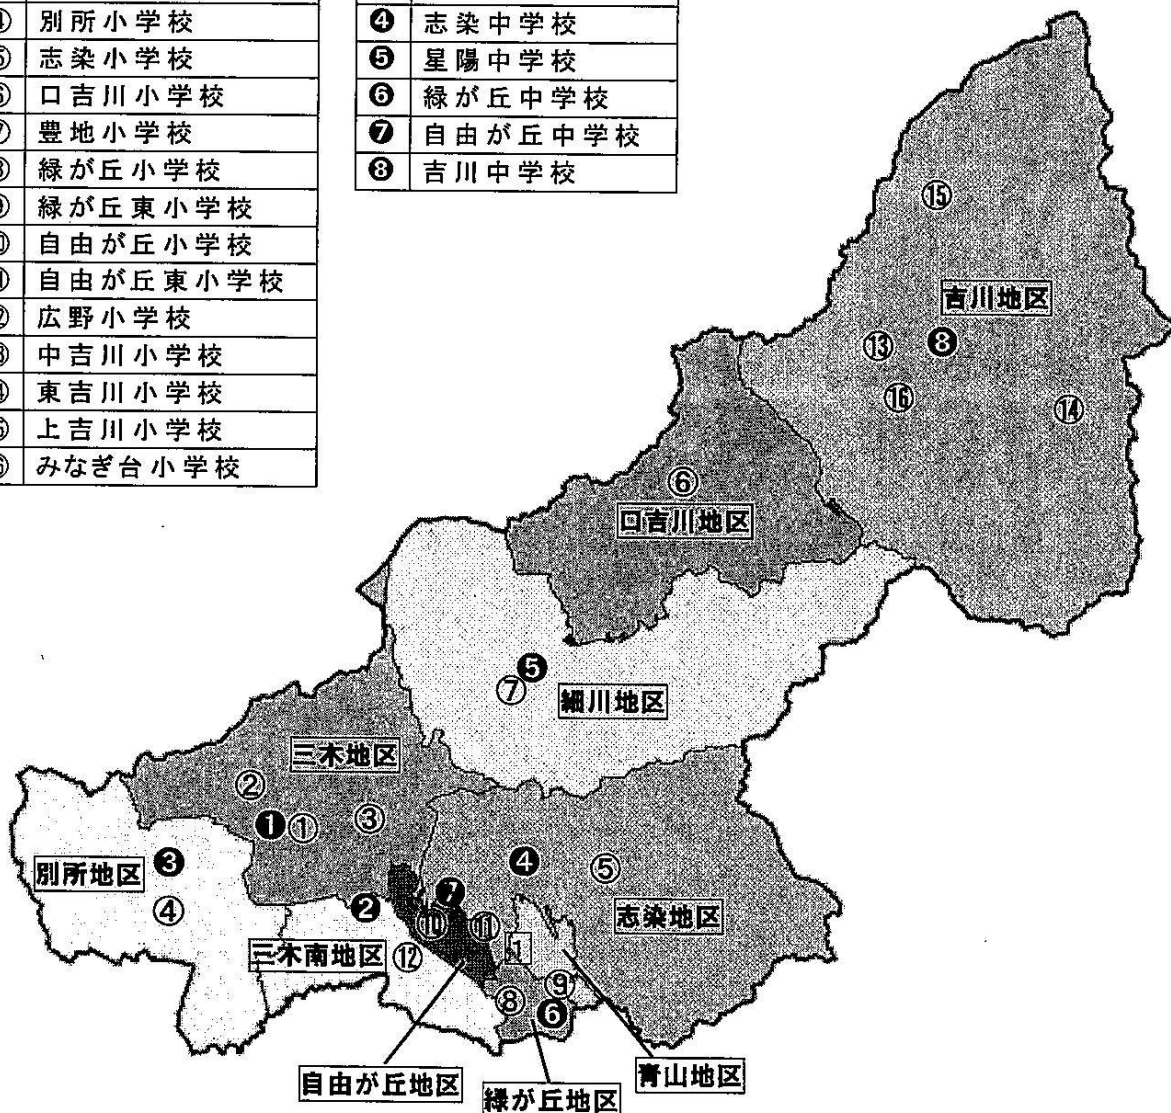 ④ 別所小学校
⑤ 志染小学校
⑥ 口吉川小学校
⑦ 豊地小学校
⑧ 緑が丘小学校
⑨ 緑が丘東小学校
⑩ 自由が丘小学校
⑪ 自由が丘東小学校
⑫ 広野小学校
⑬ 中吉川小学校
⑭ 東吉川小学校
⑮ 上吉川小学校
⑯ みなぎ台小学校
❹ 志染中学校
❺ 星陽中学校
❻ 緑が丘中学校
❼ 自由が丘中学校
❽ 吉川中学校
⑮
吉川地区
⑬ ❽
⑯ ⑭
⑥
口吉川地区
❺
⑦ 細川地区
三木地区
②
❶ ① ③
別所地区 ❸
④
❹ ⑤
志染地区
❷ ❼
⑩ ⑪
三木南地区 ⑫
1
⑧ ⑨
❻
自由が丘地区
緑が丘地区
青山地区